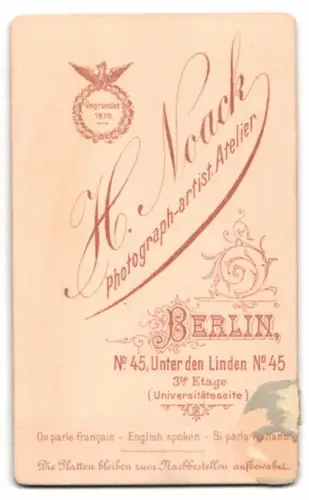 Gegründet
1870
H. Noack
Photograph-artist. Atelier
BERLIN,
No 45, Unter den Linden No 45
3te Etage
(Universitätsseite)
On parle français - English spoken - Si parla italiano
Die Platten bleiben zum Nachbestellen aufbewahrt.